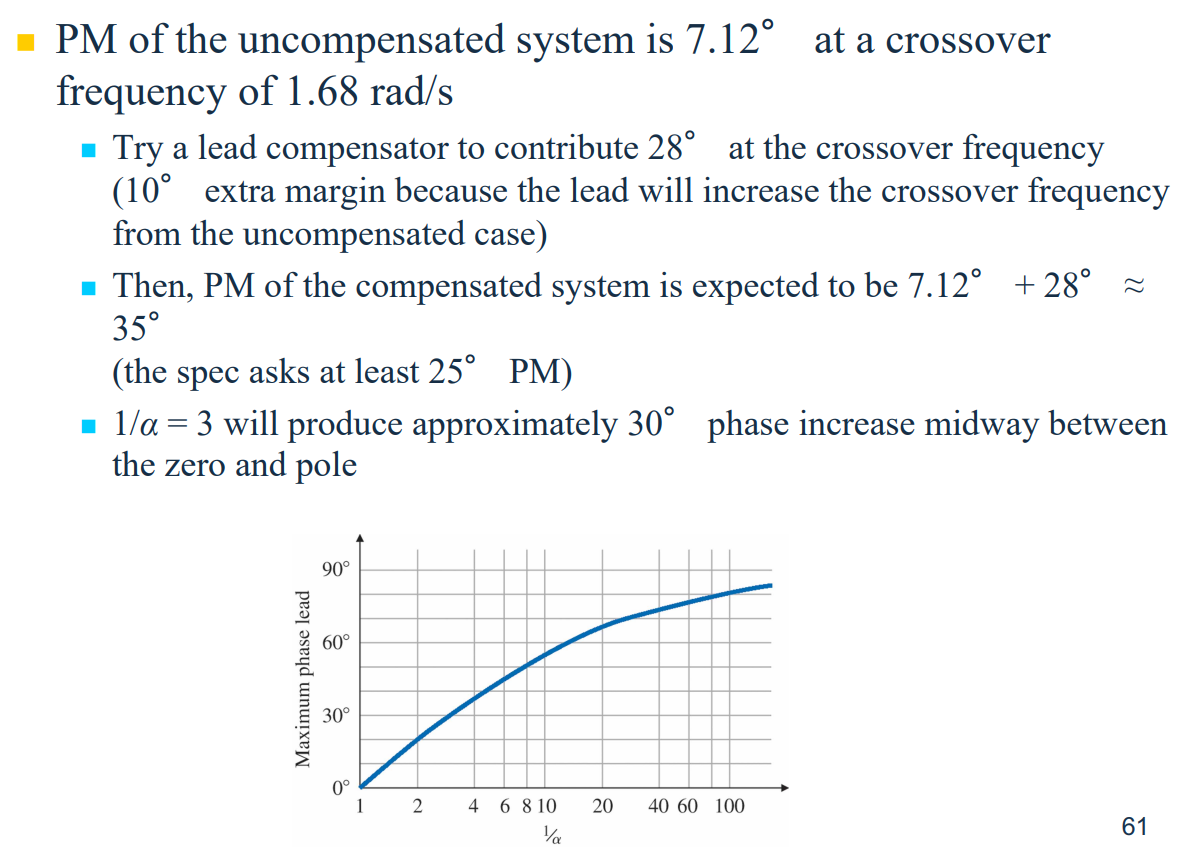 PM of the uncompensated system is 7.12° at a crossover
frequency of 1.68 rad/s
Try a lead compensator to contribute 28° at the crossover frequency
(10° extra margin because the lead will increase the crossover frequency
from the uncompensated case)
Then, PM of the compensated system is expected to be 7.12° + 28° ≈
35°
(the spec asks at least 25° PM)
1/α = 3 will produce approximately 30° phase increase midway between
the zero and pole
Maximum phase lead
90°
60°
30°
0°
1 2 4 6 8 10 20 40 60 100
1/α
61